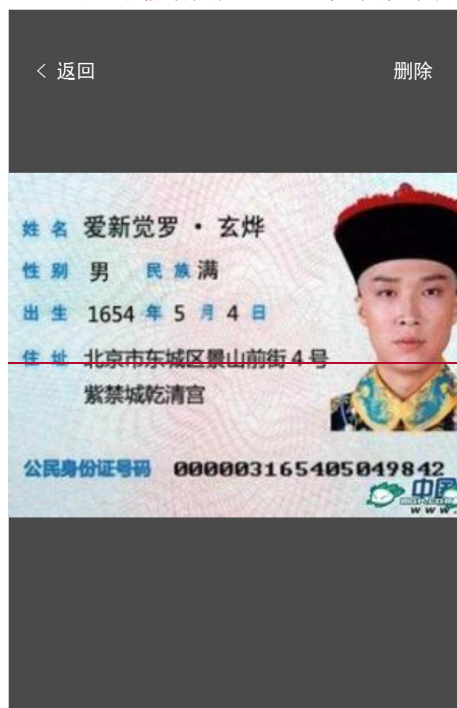 返回 删除
姓名 爱新觉罗·玄烨
性别 男 民族 满
出生 1654 年 5 月 4 日
住址 北京市东城区景山前街4号
紫禁城乾清宫
公民身份证号码 000003165405049842
www.